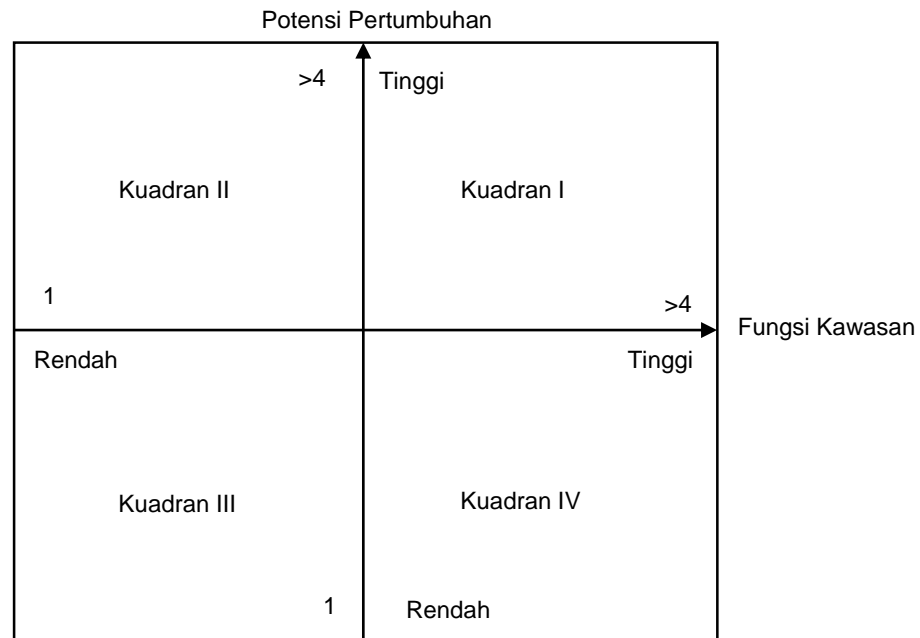 Potensi Pertumbuhan
>4
Tinggi
Kuadran II
Kuadran I
1
>4
Fungsi Kawasan
Rendah
Tinggi
Kuadran III
Kuadran IV
1
Rendah